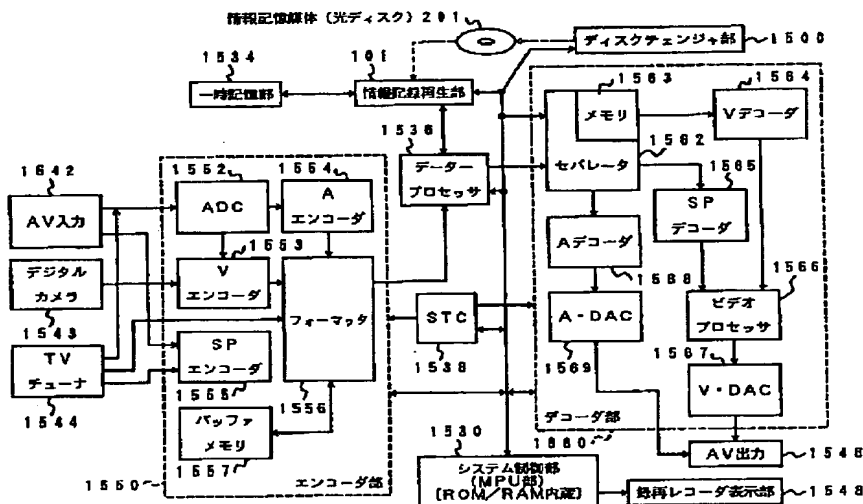 情報記憶媒体（光ディスク）201
ディスクチェンジャ部
1500
1534
一時記憶部
101
情報記録再生部
1536
データー
プロセッサ
1563
メモリ
1564
Vデコーダ
1562
セパレータ
1565
SP
デコーダ
1642
AV入力
1552
ADC
1554
A
エンコーダ
1553
V
エンコーダ
デジタル
カメラ
1543
TV
チューナ
1544
SP
エンコーダ
1558
フォーマッタ
1556
バッファ
メモリ
1557
1550
エンコーダ部
STC
1538
Aデコーダ
1568
A・DAC
1569
1566
ビデオ
プロセッサ
1567
V・DAC
デコーダ部
1560
1530
システム制御部
(MPU部)
[ROM/RAM内蔵]
AV出力
1546
録再レコーダ表示部
1549